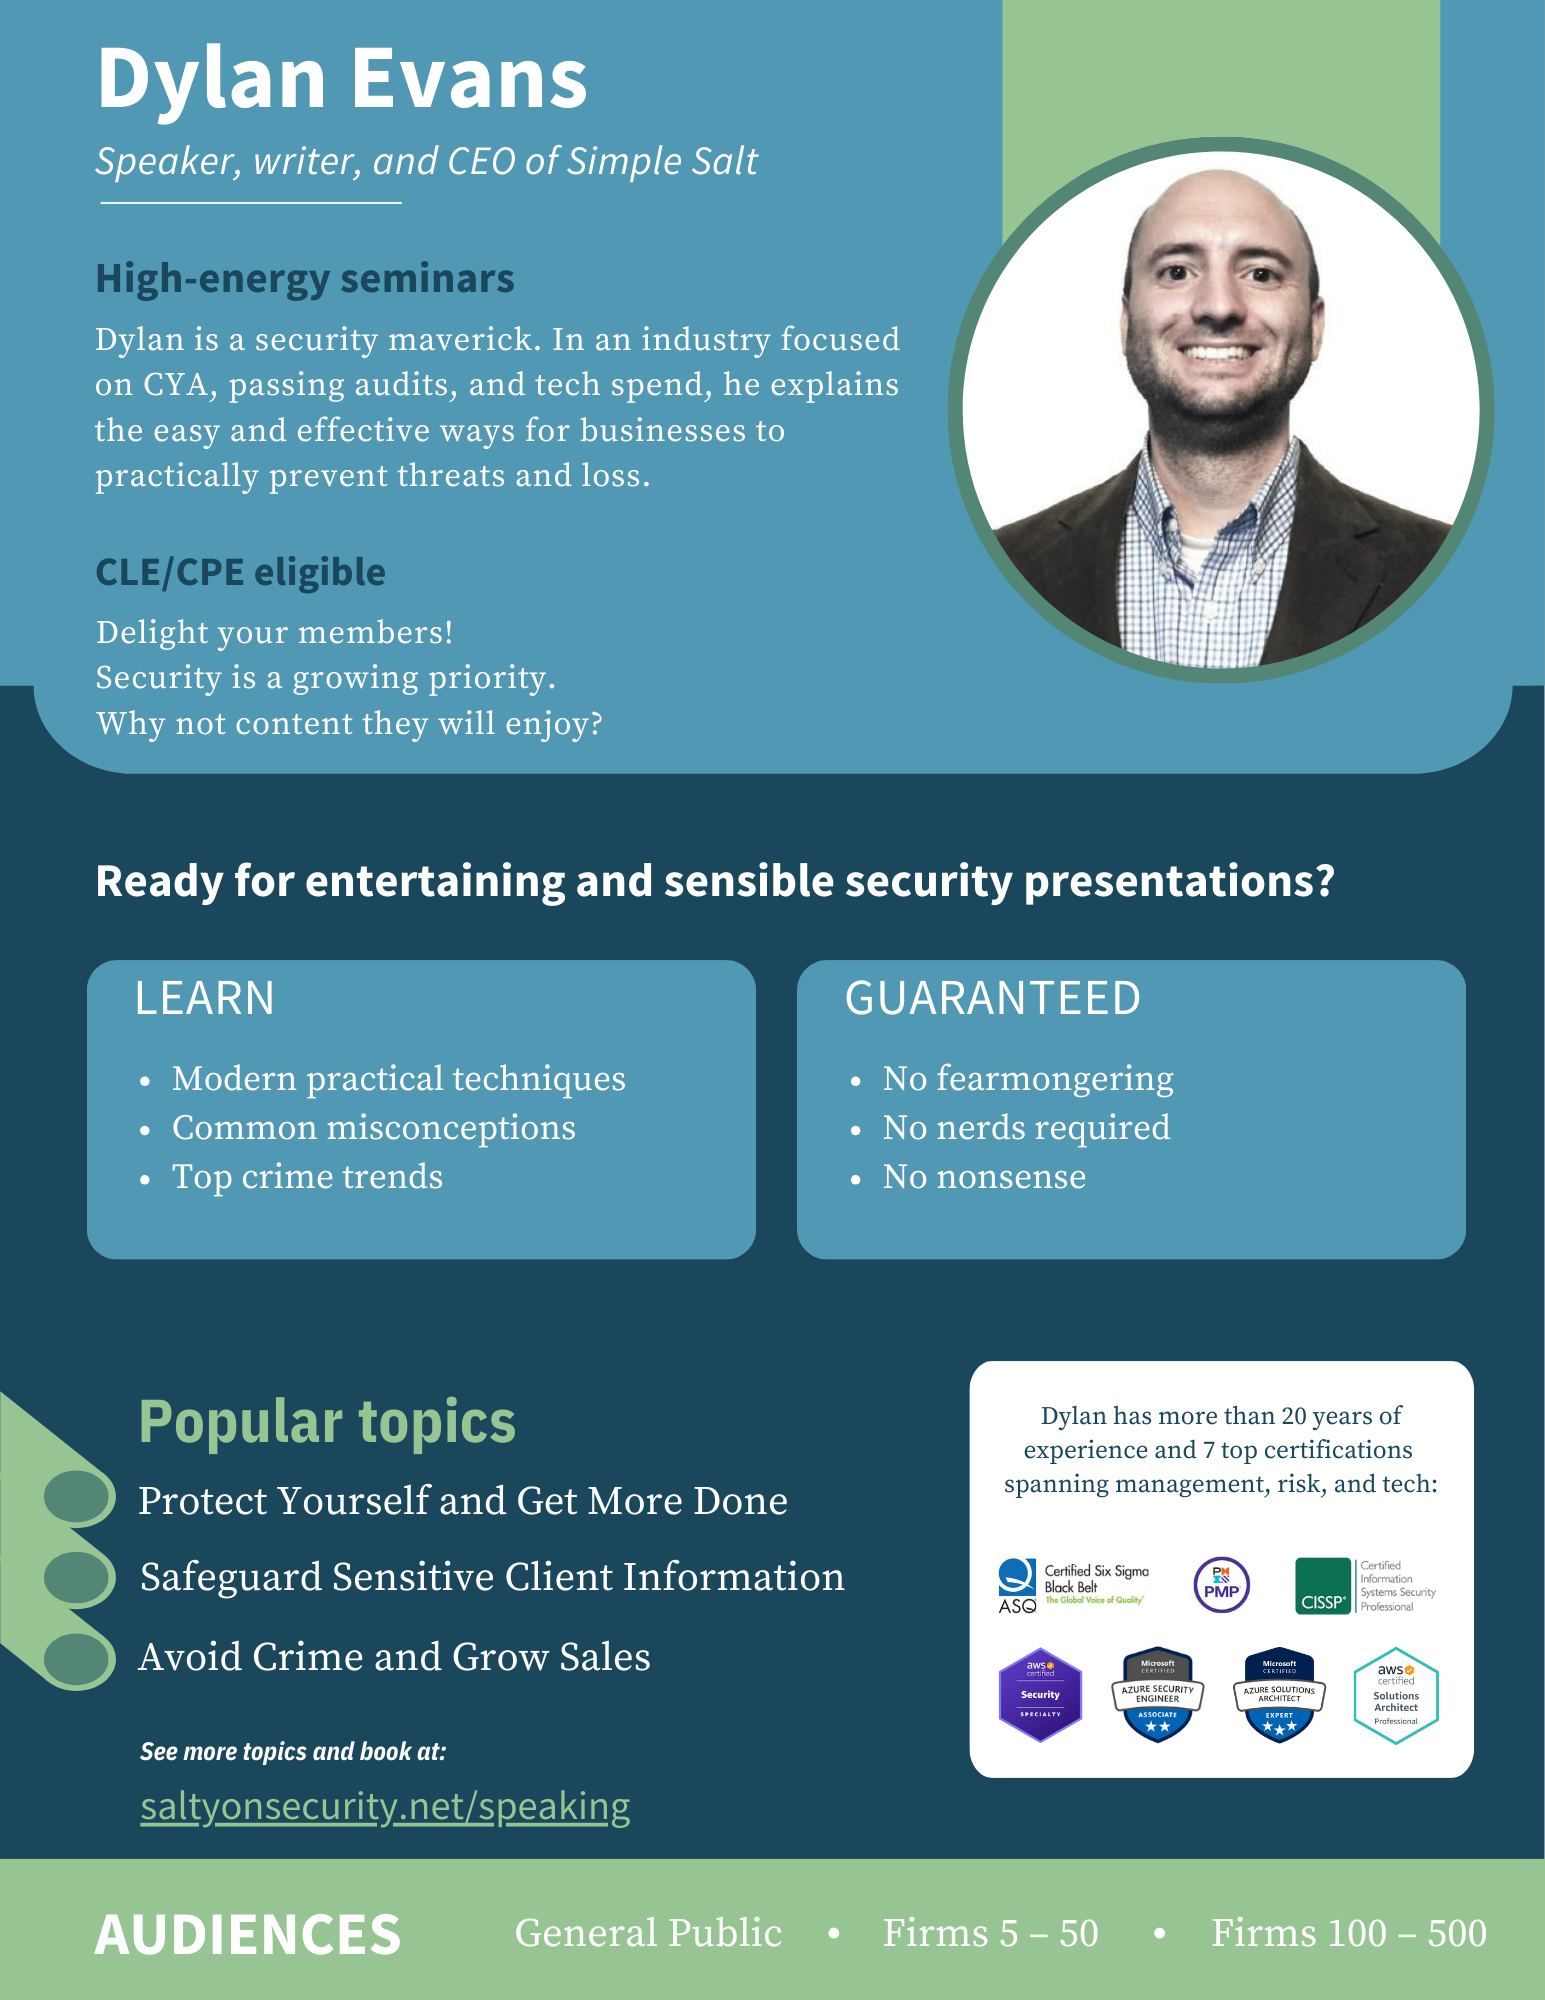 Dylan Evans
Speaker, writer, and CEO of Simple Salt
High-energy seminars
Dylan is a security maverick. In an industry focused
on CYA, passing audits, and tech spend, he explains
the easy and effective ways for businesses to
practically prevent threats and loss.
CLE/CPE eligible
Delight your members!
Security is a growing priority.
Why not content they will enjoy?
Ready for entertaining and sensible security presentations?
LEARN
• Modern practical techniques
• Common misconceptions
• Top crime trends
GUARANTEED
• No fearmongering
• No nerds required
• No nonsense
Popular topics
Protect Yourself and Get More Done
Safeguard Sensitive Client Information
Avoid Crime and Grow Sales
See more topics and book at:
saltyonsecurity.net/speaking
Dylan has more than 20 years of
experience and 7 top certifications
spanning management, risk, and tech:
ASQ
Certified Six Sigma
Black Belt
The Global Voice of Quality™
PMI
PMP
CISSP®
Certified
Information
Systems Security
Professional
aws
certified
Security
SPECIALTY
Microsoft
CERTIFIED
AZURE SECURITY
ENGINEER
ASSOCIATE
Microsoft
CERTIFIED
AZURE SOLUTIONS
ARCHITECT
EXPERT
aws
certified
Solutions
Architect
Professional
AUDIENCES
General Public • Firms 5 – 50 • Firms 100 – 500